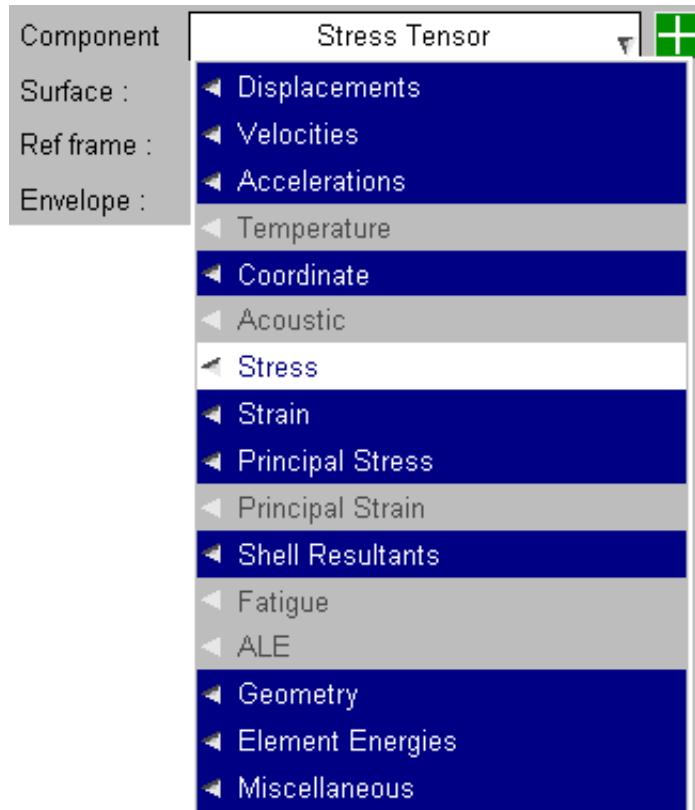 Component Stress Tensor
Surface :
Ref frame :
Envelope :
Displacements
Velocities
Accelerations
Temperature
Coordinate
Acoustic
Stress
Strain
Principal Stress
Principal Strain
Shell Resultants
Fatigue
ALE
Geometry
Element Energies
Miscellaneous